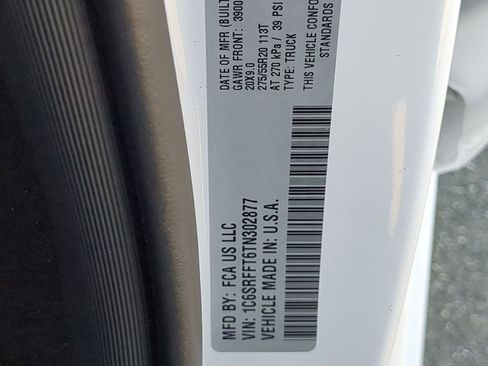 MFD BY: FCA US LLC
DATE OF MFR (BUILT
GAWR FRONT: 3900
20X9.0
275/55R20 113T
AT 270 kPa / 39 PSI
TYPE: TRUCK
THIS VEHICLE CONFO
STANDARDS
VIN: 1C6SRFFT6TN302877
VEHICLE MADE IN: U.S.A.